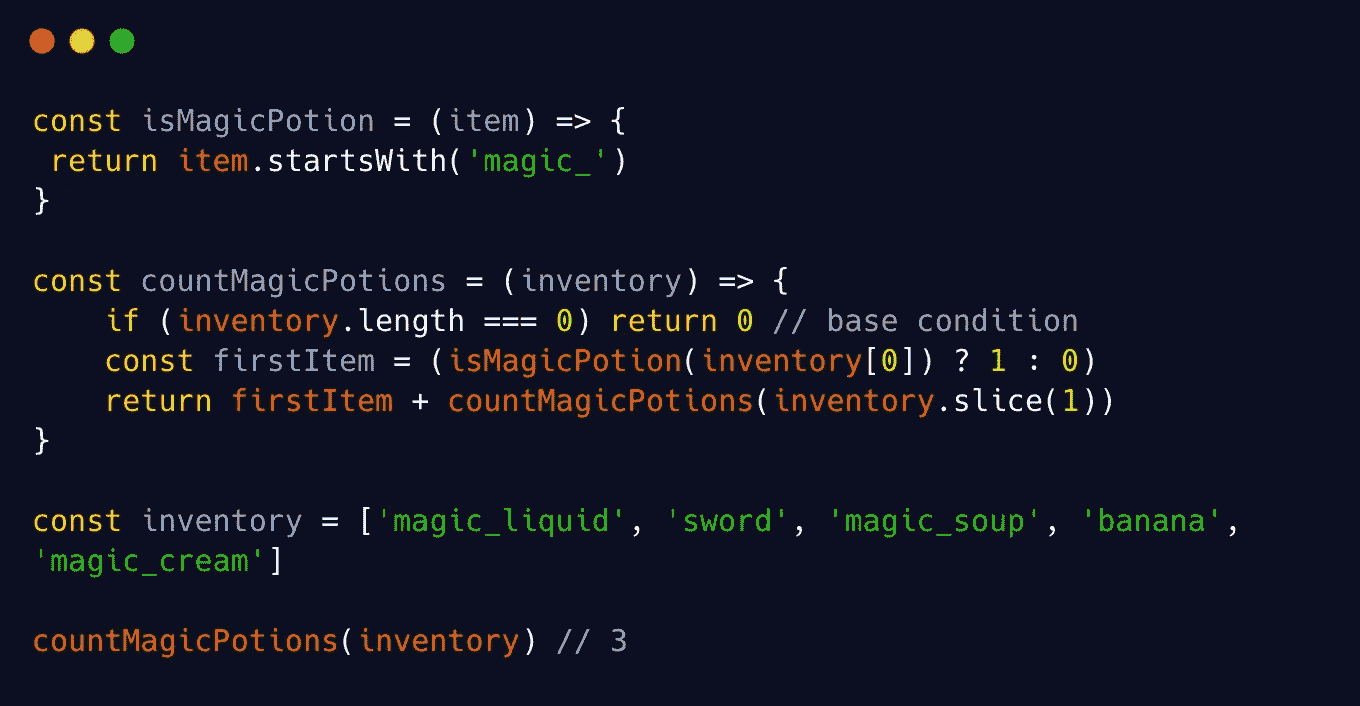 const isMagicPotion = (item) => {
 return item.startsWith('magic_')
}

const countMagicPotions = (inventory) => {
    if (inventory.length === 0) return 0 // base condition
    const firstItem = (isMagicPotion(inventory[0]) ? 1 : 0)
    return firstItem + countMagicPotions(inventory.slice(1))
}

const inventory = ['magic_liquid', 'sword', 'magic_soup', 'banana',
'magic_cream']

countMagicPotions(inventory) // 3